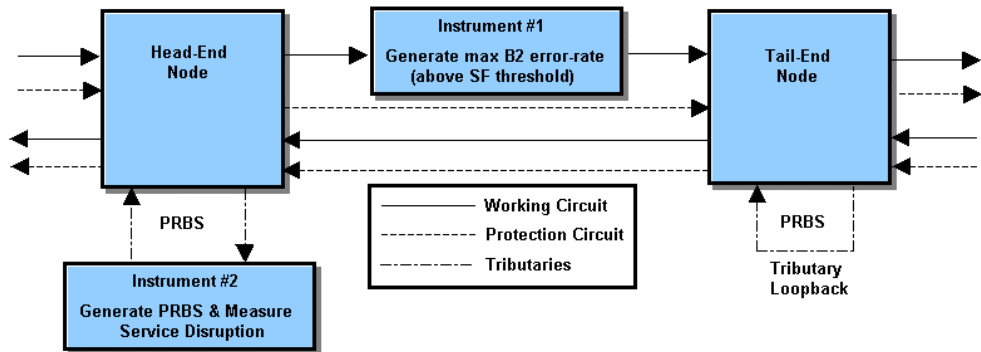 Head-End
Node
Instrument #1
Generate max B2 error-rate
(above SF threshold)
Tail-End
Node
PRBS
Working Circuit
Protection Circuit
Tributaries
PRBS
Tributary
Loopback
Instrument #2
Generate PRBS & Measure
Service Disruption